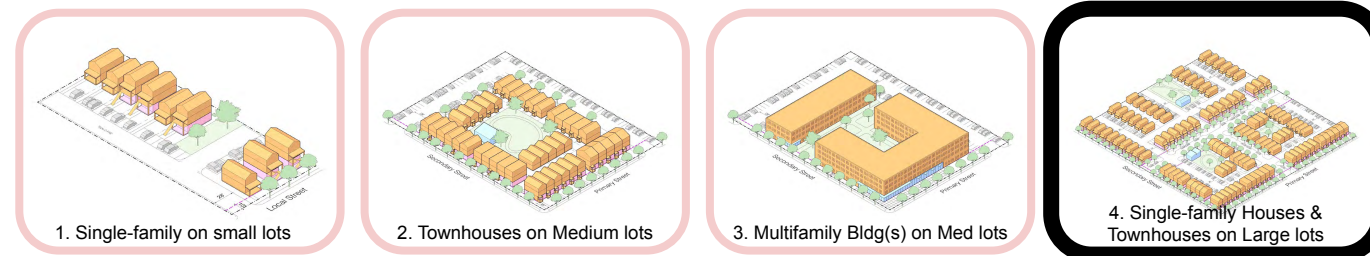 Local Street
28
1. Single-family on small lots
Secondary Street
Primary Street
2. Townhouses on Medium lots
Secondary Street
Primary Street
3. Multifamily Bldg(s) on Med lots
Secondary Street
Primary Street
4. Single-family Houses &
Townhouses on Large lots